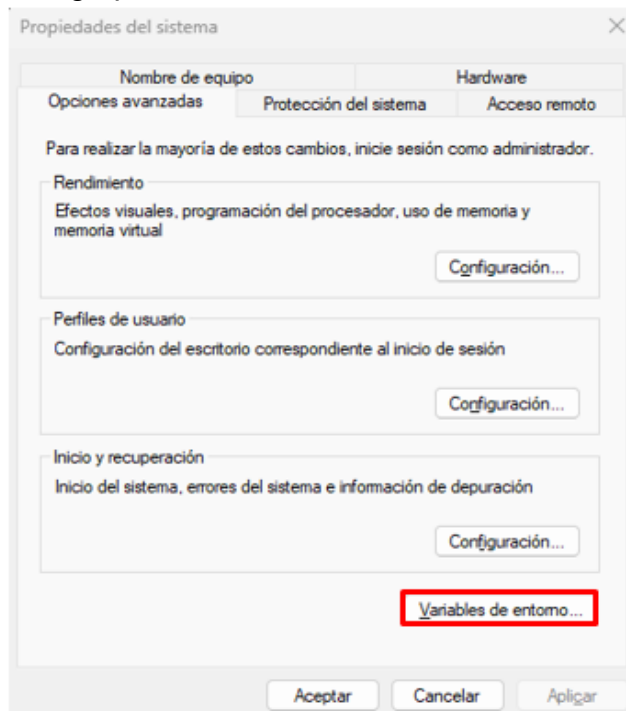 Propiedades del sistema
Nombre de equipo
Hardware
Opciones avanzadas
Protección del sistema
Acceso remoto
Para realizar la mayoría de estos cambios, inicie sesión como administrador.
Rendimiento
Efectos visuales, programación del procesador, uso de memoria y
memoria virtual
Configuración...
Perfiles de usuario
Configuración del escritorio correspondiente al inicio de sesión
Configuración...
Inicio y recuperación
Inicio del sistema, errores del sistema e información de depuración
Configuración...
Variables de entorno...
Aceptar
Cancelar
Aplicar